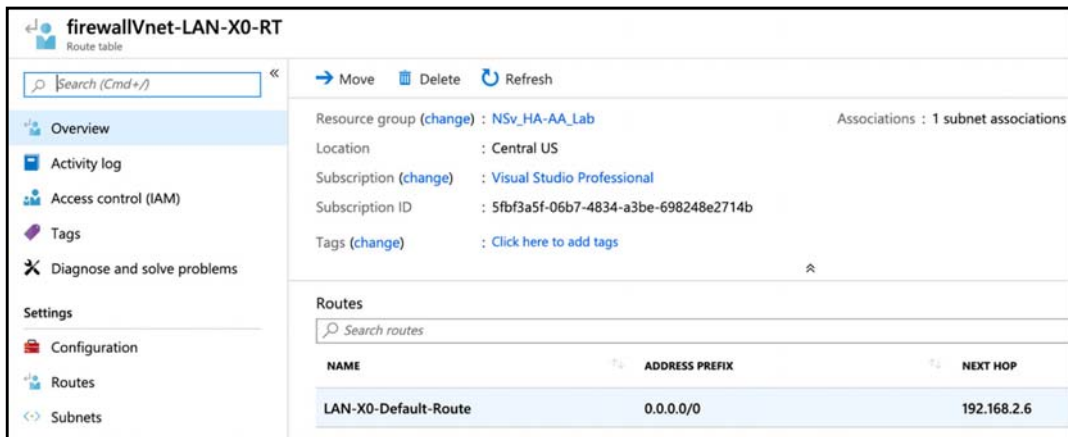 firewallVnet-LAN-X0-RT
Route table
Search (Cmd+/)
«
Overview
Activity log
Access control (IAM)
Tags
Diagnose and solve problems
Settings
Configuration
Routes
Subnets
Move Delete Refresh
Resource group (change) : NSv_HA-AA_Lab Associations : 1 subnet associations
Location : Central US
Subscription (change) : Visual Studio Professional
Subscription ID : 5fbf3a5f-06b7-4834-a3be-698248e2714b
Tags (change) : Click here to add tags
Routes
Search routes
NAME ADDRESS PREFIX NEXT HOP
LAN-X0-Default-Route 0.0.0.0/0 192.168.2.6